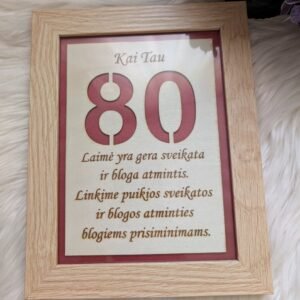 Kai Tau
80
Laimė yra gera sveikata
ir bloga atmintis.
Linkime puikios sveikatos
ir blogos atminties
blogiems prisiminimams.